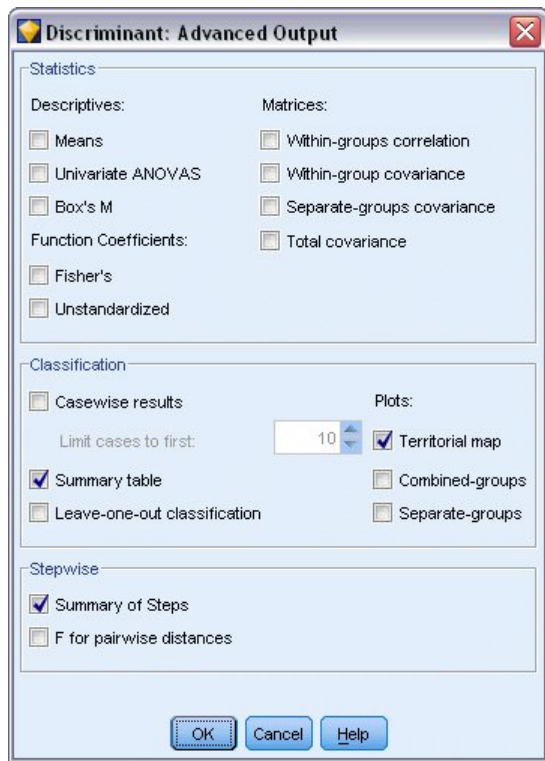 Discriminant: Advanced Output
Statistics
Descriptives:
Means
Univariate ANOVAS
Box's M
Function Coefficients:
Fisher's
Unstandardized
Matrices:
Within-groups correlation
Within-group covariance
Separate-groups covariance
Total covariance
Classification
Casewise results
Limit cases to first: 10
Summary table
Leave-one-out classification
Plots:
Territorial map
Combined-groups
Separate-groups
Stepwise
Summary of Steps
F for pairwise distances
OK Cancel Help